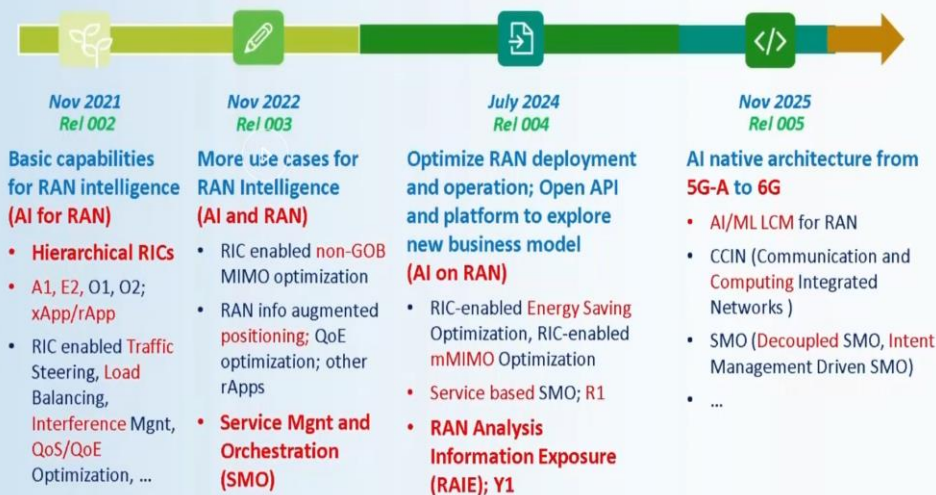 </>
Nov 2021
Rel 002
Basic capabilities
for RAN intelligence
(AI for RAN)
• Hierarchical RICs
• A1, E2, O1, O2;
xApp/rApp
• RIC enabled Traffic
Steering, Load
Balancing,
Interference Mgnt,
QoS/QoE
Optimization, ...
Nov 2022
Rel 003
More use cases for
RAN Intelligence
(AI and RAN)
• RIC enabled non-GOB
MIMO optimization
• RAN info augmented
positioning; QoE
optimization; other
rApps
• Service Mgnt and
Orchestration
(SMO)
July 2024
Rel 004
Optimize RAN deployment
and operation; Open API
and platform to explore
new business model
(AI on RAN)
• RIC-enabled Energy Saving
Optimization, RIC-enabled
mMIMO Optimization
• Service based SMO; R1
• RAN Analysis
Information Exposure
(RAIE); Y1
Nov 2025
Rel 005
AI native architecture from
5G-A to 6G
• AI/ML LCM for RAN
• CCIN (Communication and
Computing Integrated
Networks )
• SMO (Decoupled SMO, Intent
Management Driven SMO)
• ...